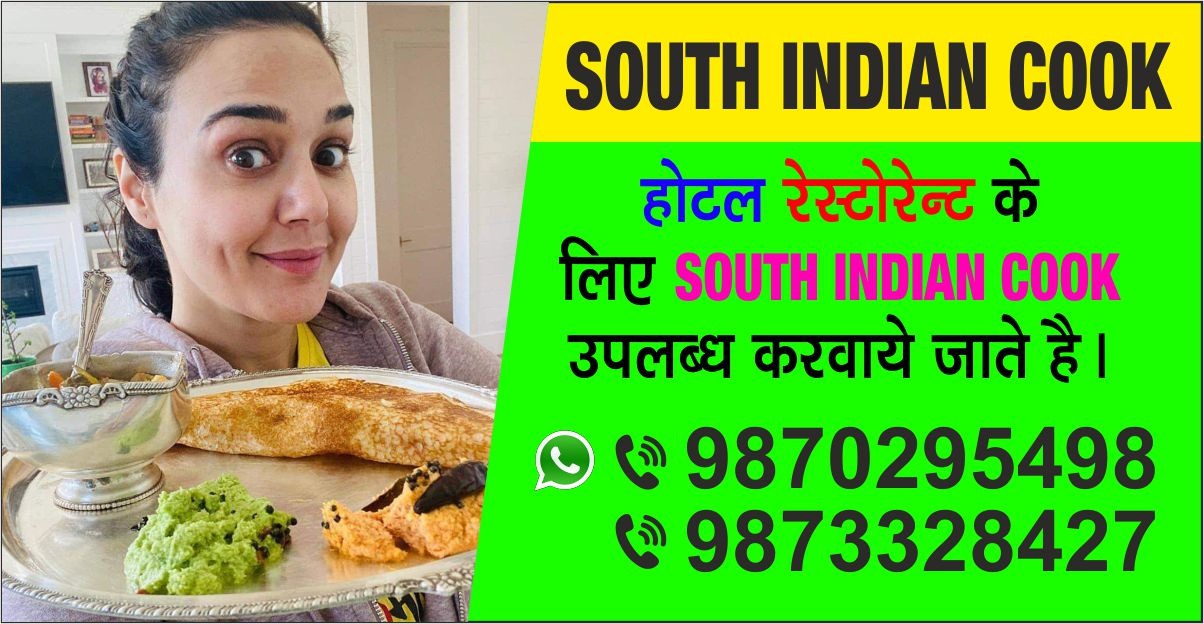 SOUTH INDIAN COOK
होटल रेस्टोरेन्ट के
लिए SOUTH INDIAN COOK
उपलब्ध करवाये जाते है।
9870295498
9873328427